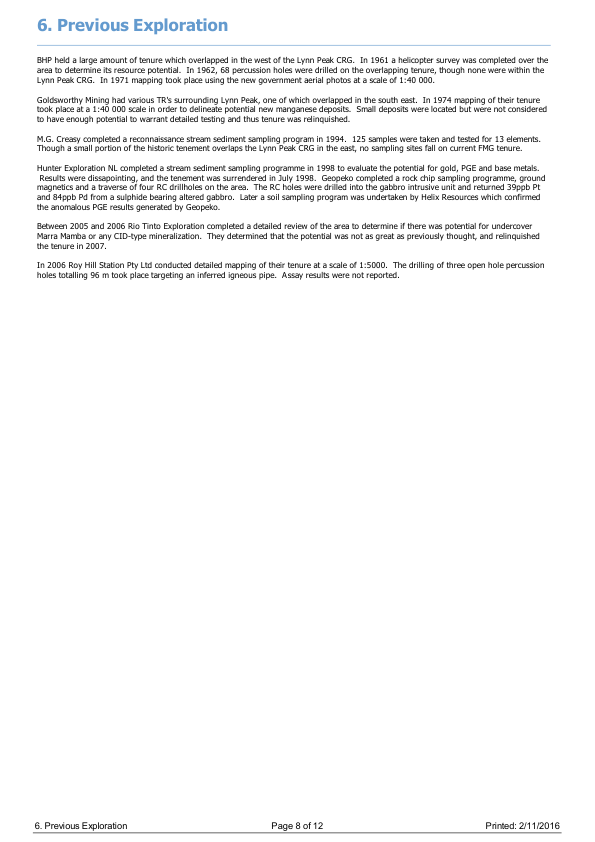 6. Previous Exploration
BHP held a large amount of tenure which overlapped in the west of the Lynn Peak CRG.  In 1961 a helicopter survey was completed over the
area to determine its resource potential.  In 1962, 68 percussion holes were drilled on the overlapping tenure, though none were within the
Lynn Peak CRG.  In 1971 mapping took place using the new government aerial photos at a scale of 1:40 000.
Goldsworthy Mining had various TR's surrounding Lynn Peak, one of which overlapped in the south east.  In 1974 mapping of their tenure
took place at a 1:40 000 scale in order to delineate potential new manganese deposits.  Small deposits were located but were not considered
to have enough potential to warrant detailed testing and tenure was relinquished.
M.G. Creasy completed a reconnaissance stream sediment sampling program in 1994.  125 samples were taken and tested for 13 elements.
Though a small portion of the historic tenement overlaps the Lynn Peak CRG in the east, no sampling sites fall on current FMG tenure.
Hunter Exploration NL completed a stream sediment sampling programme in 1998 to evaluate the potential for gold, PGE and base metals.
Results were dissapointing, and the tenement was surrendered in July 1998.  Geopeko completed a rock chip sampling programme, ground
magnetics and a traverse of four RC drillholes on the area.  The RC holes were drilled into the gabbro intrusive unit and returned 39ppb Pt
and 84ppb Pd from a sulphide bearing altered gabbro.  Later a soil sampling program was undertaken by Helix Resources which confirmed
the anomalous PGE results generated by Geopeko.
Between 2005 and 2006 Rio Tinto Exploration completed a detailed review of the area to determine if there was potential for undercover
Marra Mamba or any CID-type mineralization.  They determined that the potential was not as great as previously thought, and relinquished
the tenure in 2007.
In 2006 Roy Hill Station Pty Ltd conducted detailed mapping of their tenure at a scale of 1:5000.  The drilling of three open hole percussion
holes totalling 96 m took place targeting an inferred igneous pipe.  Assay results were not reported.
6. Previous Exploration
Page 8 of 12
Printed: 2/11/2016